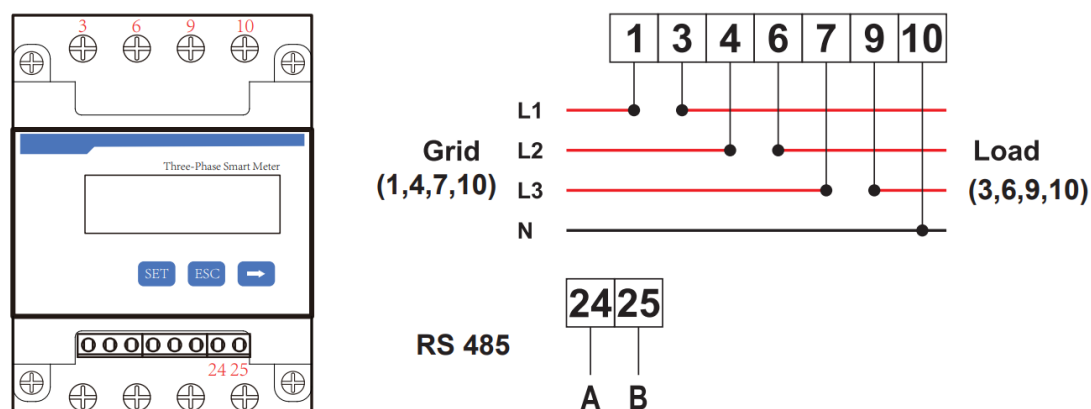 3 6 9 10
Three-Phase Smart Meter
SET ESC
24 25
1 3 4 6 7 9 10
L1
Grid L2 Load
(1,4,7,10) L3 (3,6,9,10)
N
24 25
RS 485
A B